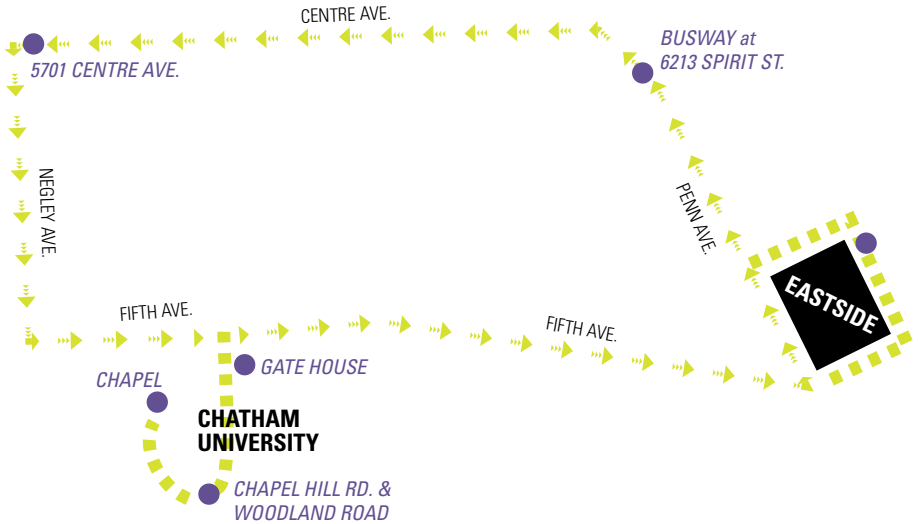 CENTRE AVE.
BUSWAY at
6213 SPIRIT ST.
5701 CENTRE AVE.
NEGLEY AVE.
PENN AVE.
EASTSIDE
FIFTH AVE.
FIFTH AVE.
GATE HOUSE
CHAPEL
CHATHAM
UNIVERSITY
CHAPEL HILL RD. &
WOODLAND ROAD